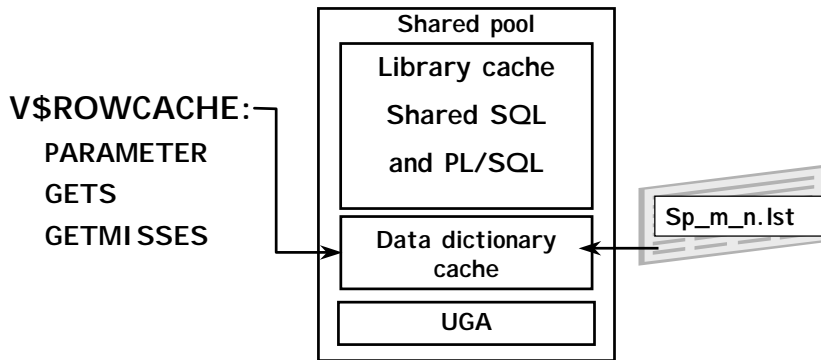 Shared pool
Library cache
Shared SQL
and PL/SQL
V$ROWCACHE:
PARAMETER
GETS
GETMISSES
Data dictionary
cache
Sp_m_n.lst
UGA